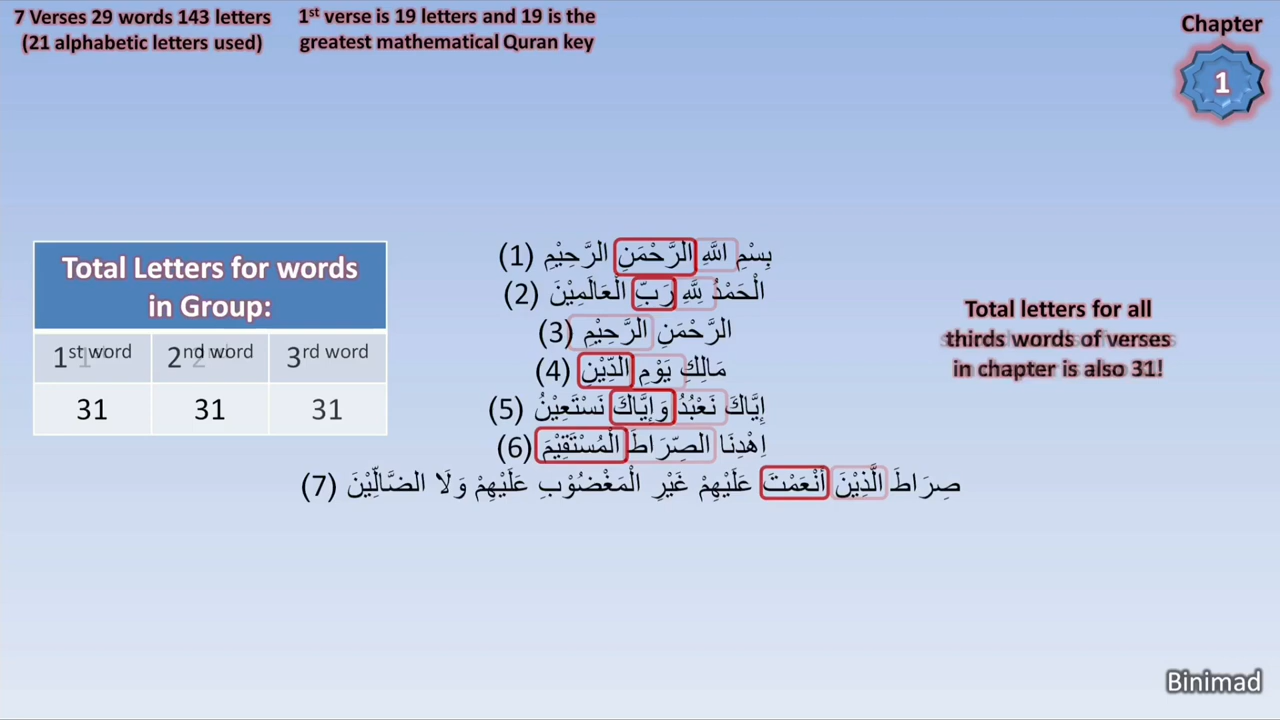 7 Verses 29 words 143 letters
(21 alphabetic letters used)
1st verse is 19 letters and 19 is the
greatest mathematical Quran key
Chapter
1
Total Letters for words
in Group:
1st word 2nd word 3rd word
31 31 31
بِسْمِ اللَّهِ الرَّحْمَنِ الرَّحِيْمِ (1)
الْحَمْدُ لِلَّهِ رَبِّ الْعَالَمِيْنَ (2)
الرَّحْمَنِ الرَّحِيْمِ (3)
مَالِكِ يَوْمِ الدِّيْنِ (4)
إِيَّاكَ نَعْبُدُ وَإِيَّاكَ نَسْتَعِيْنُ (5)
اِهْدِنَا الصِّرَاطَ الْمُسْتَقِيْمَ (6)
صِرَاطَ الَّذِيْنَ أَنْعَمْتَ عَلَيْهِمْ غَيْرِ الْمَغْضُوْبِ عَلَيْهِمْ وَلَا الضَّالِّيْنَ (7)
Total letters for all
thirds words of verses
in chapter is also 31!
Binimad